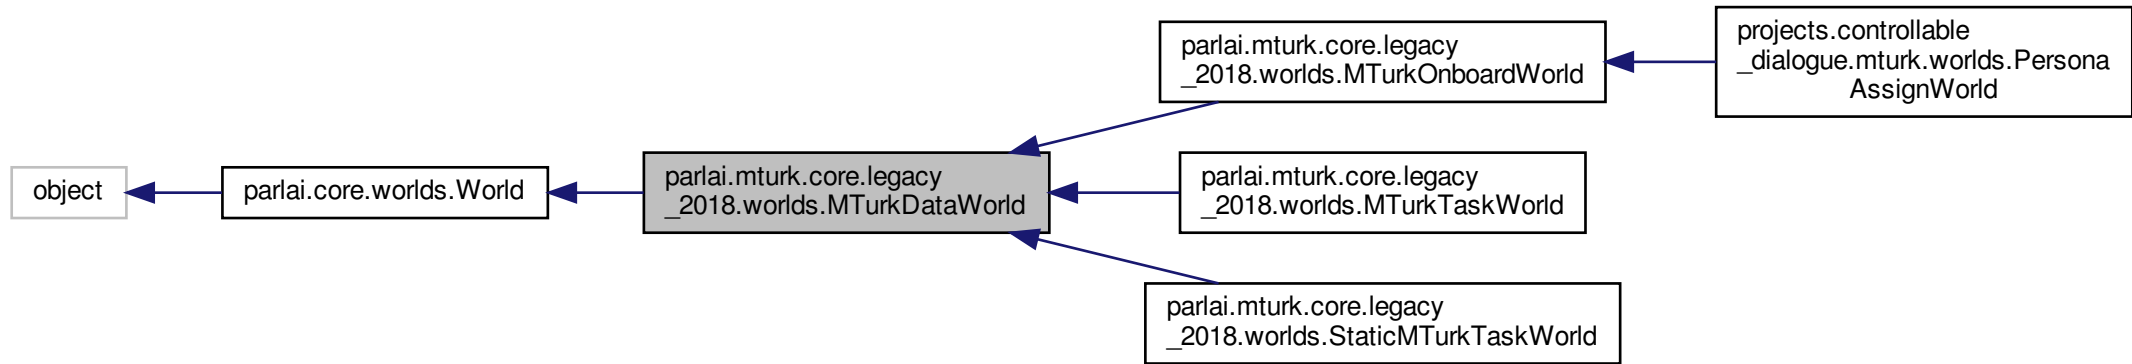 object
parlai.core.worlds.World
parlai.mturk.core.legacy
_2018.worlds.MTurkDataWorld
parlai.mturk.core.legacy
_2018.worlds.MTurkOnboardWorld
projects.controllable
_dialogue.mturk.worlds.Persona
AssignWorld
parlai.mturk.core.legacy
_2018.worlds.MTurkTaskWorld
parlai.mturk.core.legacy
_2018.worlds.StaticMTurkTaskWorld